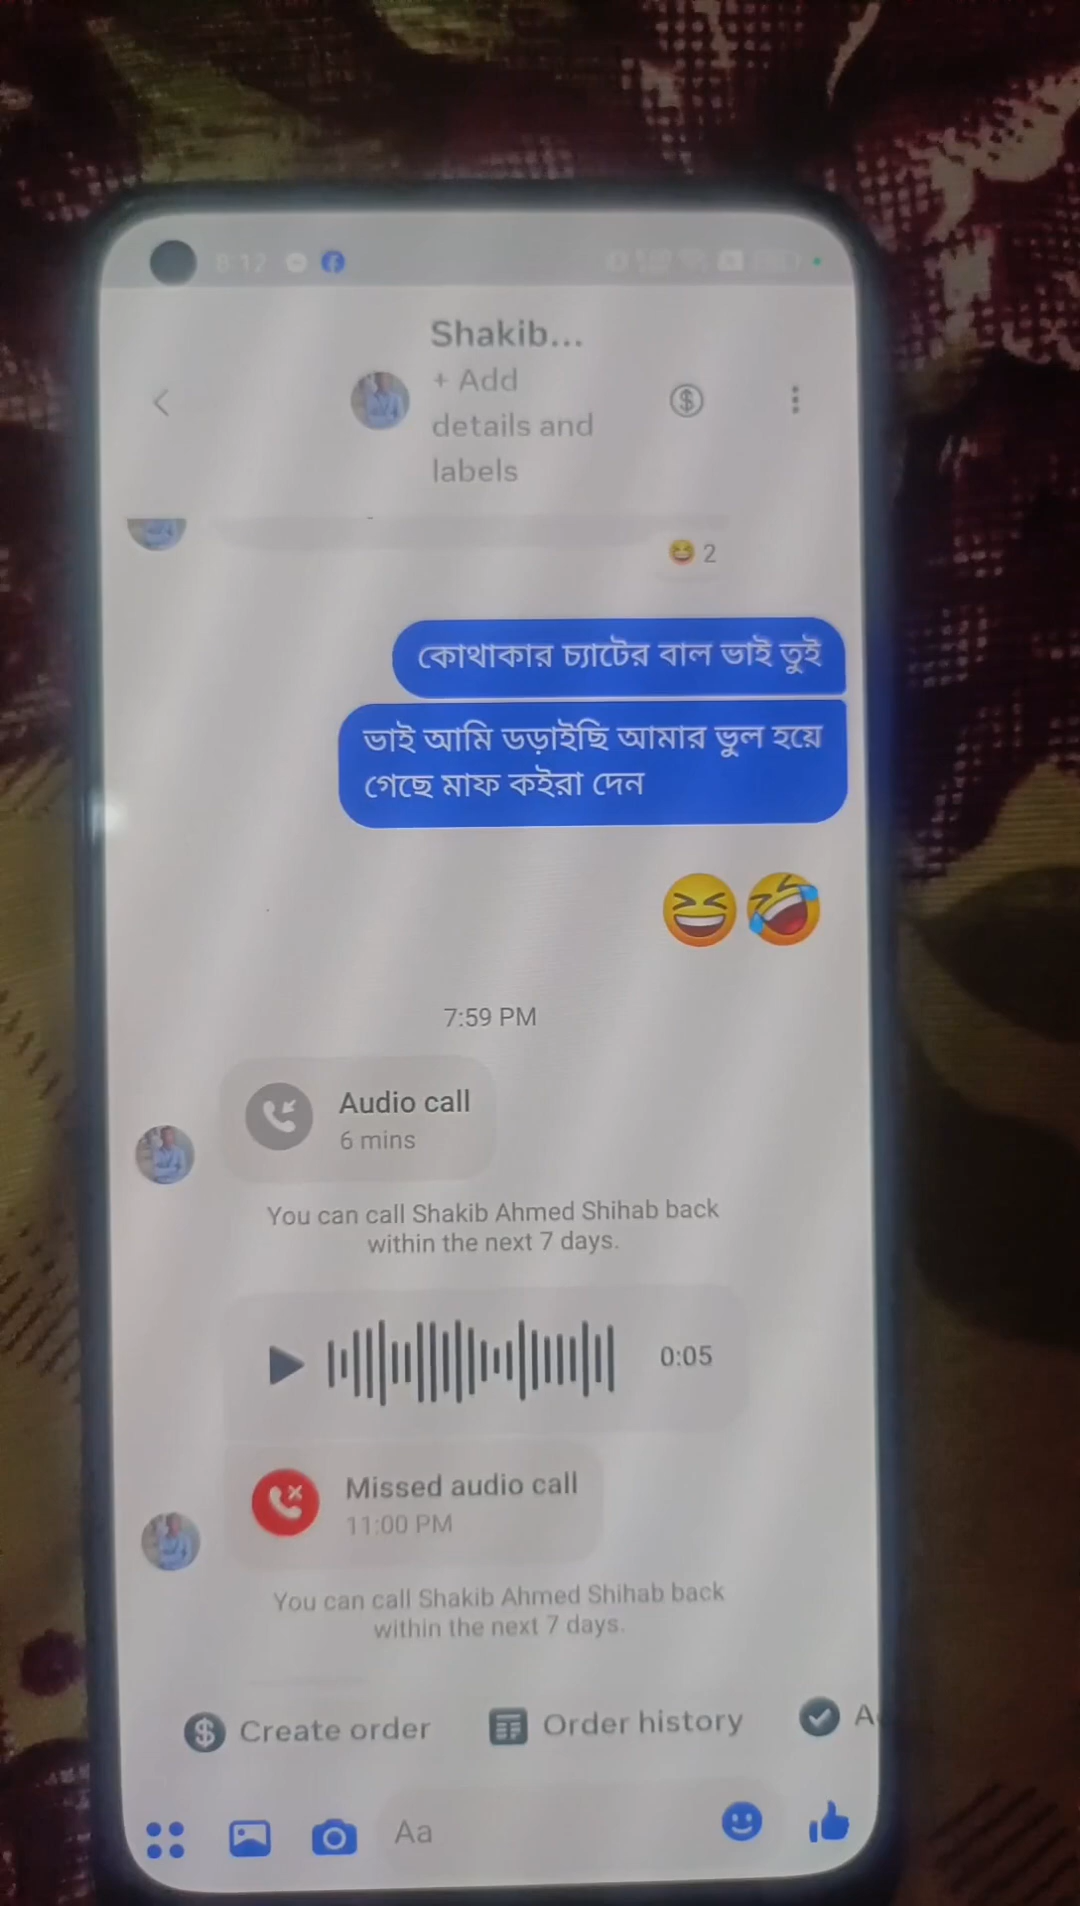 8:12
Shakib...
+ Add
details and
labels
😆 2
কোথাকার চ্যাটের বাল ভাই তুই
ভাই আমি ডড়াইছি আমার ভুল হয়ে
গেছে মাফ কইরা দেন
😆🤣
7:59 PM
Audio call
6 mins
You can call Shakib Ahmed Shihab back
within the next 7 days.
0:05
Missed audio call
11:00 PM
You can call Shakib Ahmed Shihab back
within the next 7 days.
Create order
Order history
A
Aa